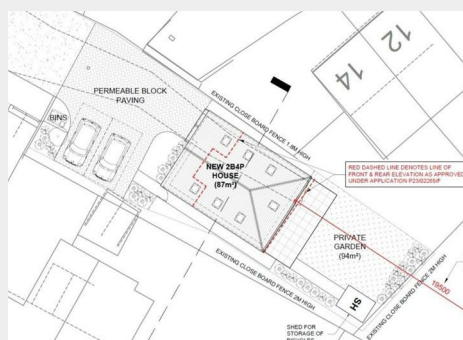 12
14
EXISTING CLOSE BOARD FENCE 1.8M HIGH
PERMEABLE BLOCK
PAVING
BINS
NEW 2B4P
HOUSE
(87m²)
RED DASHED LINE DENOTES LINE OF
FRONT & REAR ELEVATION AS APPROVED
UNDER APPLICATION
PRIVATE
GARDEN
(94m²)
EXISTING CLOSE BOARD FENCE 2M HIGH
19500
SH
EXISTING CLOSE BOARD FENCE 2M HIGH
SHED FOR
STORAGE OF
BICYCLES